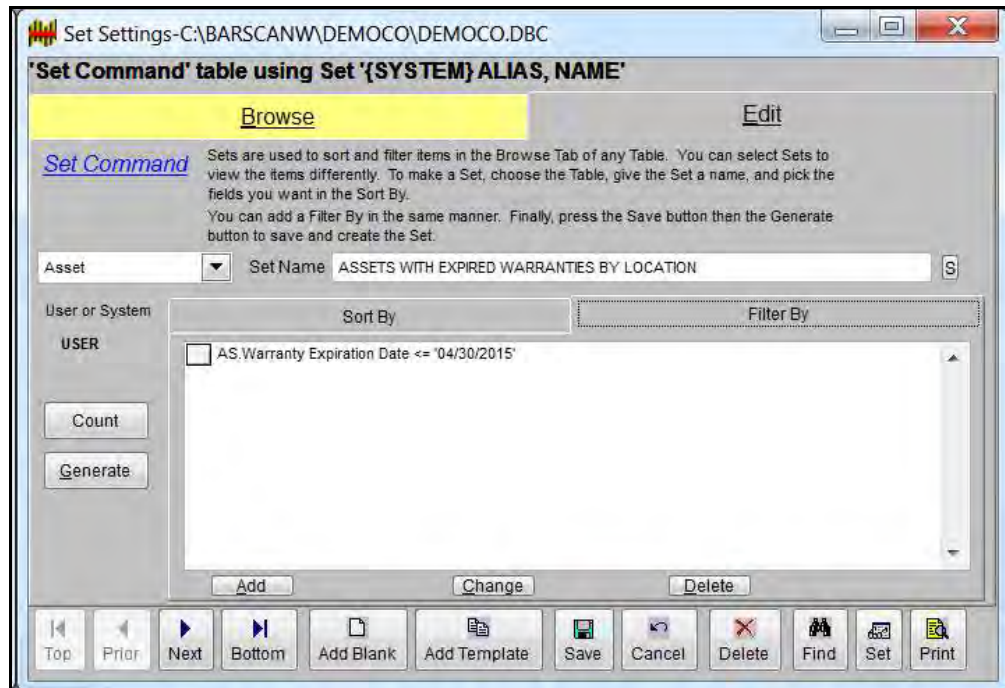 Set Settings-C:\BARSCANW\DEMOCO\DEMOCO.DBC
'Set Command' table using Set '{SYSTEM} ALIAS, NAME'
Browse
Edit
Set Command
Sets are used to sort and filter items in the Browse Tab of any Table. You can select Sets to
view the items differently. To make a Set, choose the Table, give the Set a name, and pick the
fields you want in the Sort By.
You can add a Filter By in the same manner. Finally, press the Save button then the Generate
button to save and create the Set.
Asset
Set Name ASSETS WITH EXPIRED WARRANTIES BY LOCATION
S
User or System
USER
Sort By
Filter By
AS.Warranty Expiration Date <= '04/30/2015'
Count
Generate
Add
Change
Delete
Top
Prior
Next
Bottom
Add Blank
Add Template
Save
Cancel
Delete
Find
Set
Print